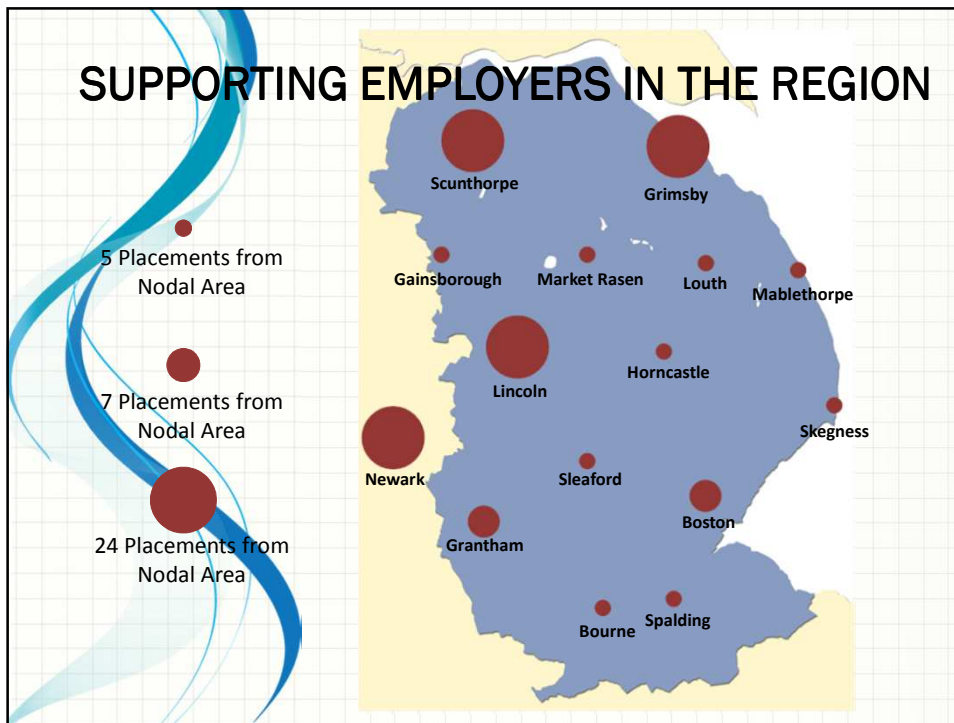 SUPPORTING EMPLOYERS IN THE REGION
5 Placements from
Nodal Area
7 Placements from
Nodal Area
24 Placements from
Nodal Area
Scunthorpe
Grimsby
Gainsborough
Market Rasen
Louth
Mablethorpe
Lincoln
Horncastle
Skegness
Newark
Sleaford
Boston
Grantham
Bourne
Spalding